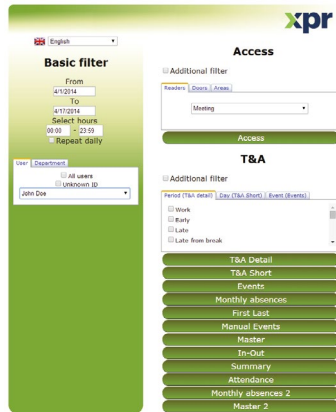 xpr
English
Basic filter
From
4/1/2014
To
4/17/2014
Select hours
00:00 - 23:59
Repeat daily
User Department
All users
Unknown ID
John Doe
Access
Additional filter
Readers Doors Areas
Meeting
Access
T&A
Additional filter
Period (T&A detail) Day (T&A Short) Event (Events)
Work
Early
Late
Late from break
T&A Detail
T&A Short
Events
Monthly absences
First Last
Manual Events
Master
In-Out
Summary
Attendance
Monthly absences 2
Master 2